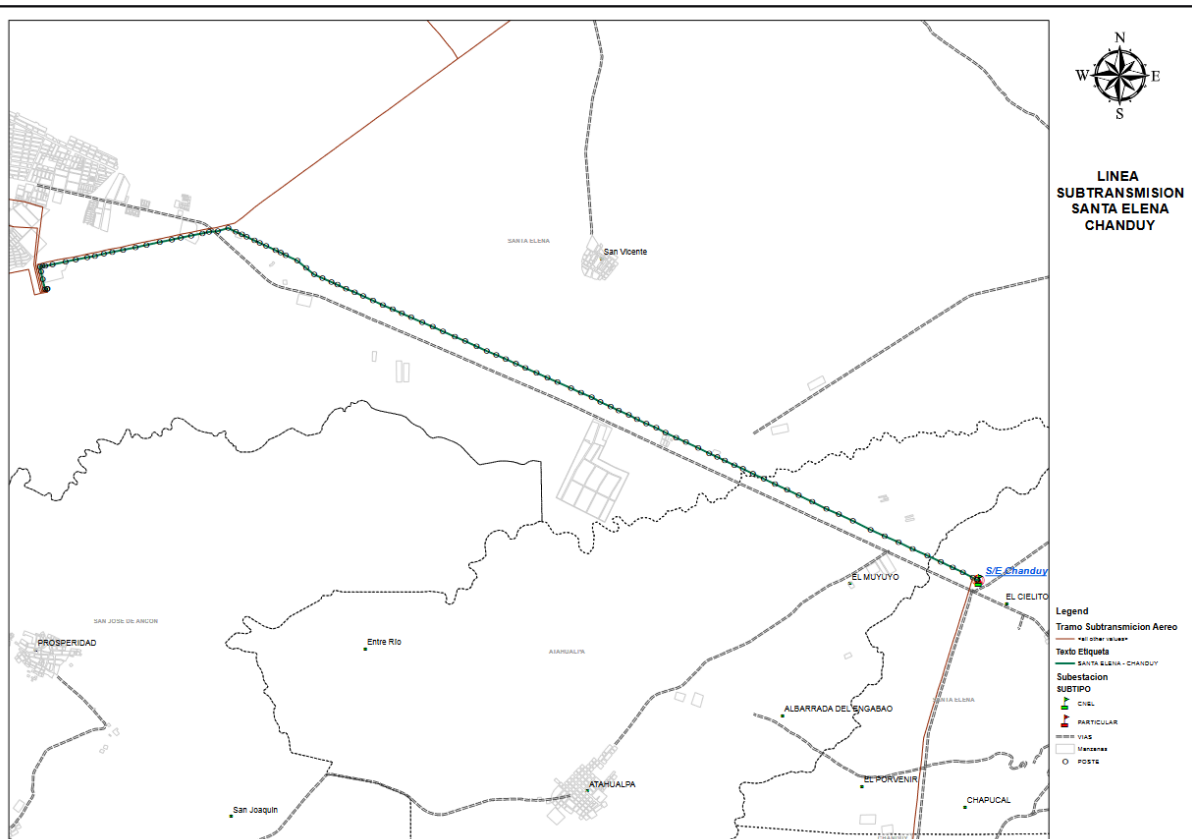 N
W E
S
LINEA
SUBTRANSMISION
SANTA ELENA
CHANDUY
SANTA ELENA
San Vicente
S/E Chanduy
EL MUYUYO
EL CIELITO
SAN JOSE DE ANCON
PROSPERIDAD
Entre Río
ATAHUALPA
SANTA ELENA
ALBARRADA DEL ENGABAO
EL PORVENIR
ATAHUALPA
CHAPUCAL
San Joaquin
CHANDUY
Legend
Tramo Subtransmicion Aereo
<all other values>
Texto Etiqueta
SANTA ELENA - CHANDUY
Subestacion
SUBTIPO
CNEL
PARTICULAR
VIAS
Manzanas
POSTE